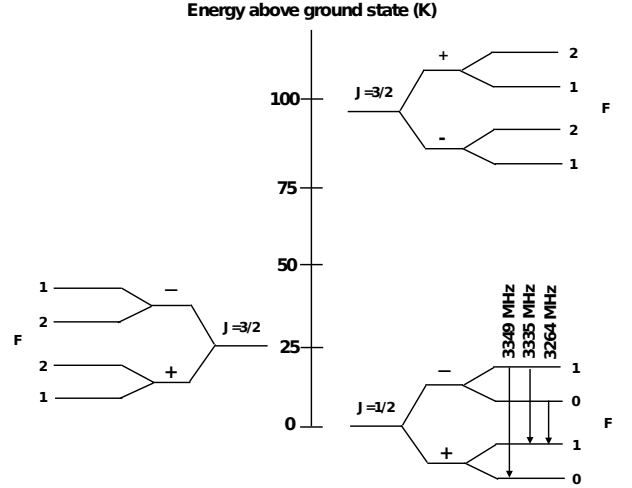 Energy above ground state (K)
+
2
J=3/2
1
100
F
-
2
1
75
50
3349 MHz
3335 MHz
3264 MHz
1
−
2
J=3/2
F
25
2
+
1
−
1
J=1/2
0
0
F
+
1
0